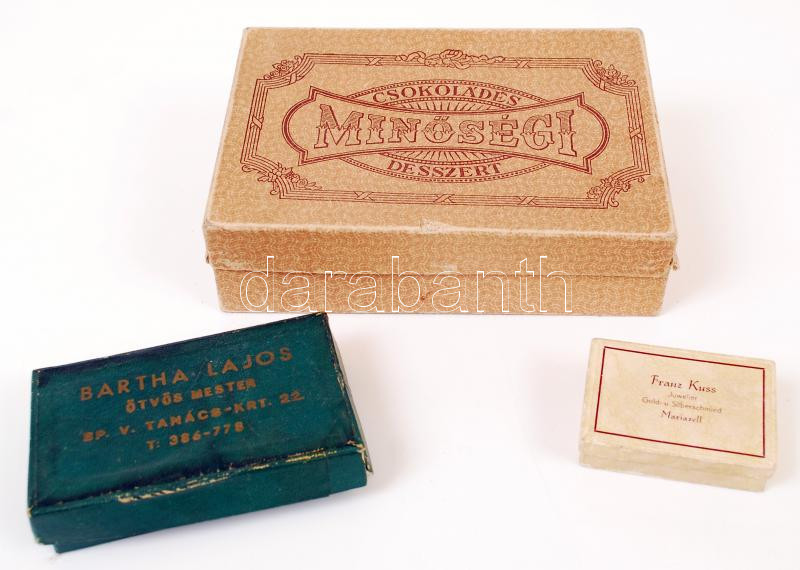 CSOKOLÁDÉS
MINŐSÉGI
DESSZERT
darabanth
BARTHA LAJOS
ÖTVÖS MESTER
BP. V. TANÁCS-KRT. 22.
T: 386-778
Franz Kuss
Juwelier
Gold- u Silberschmied
Mariazell